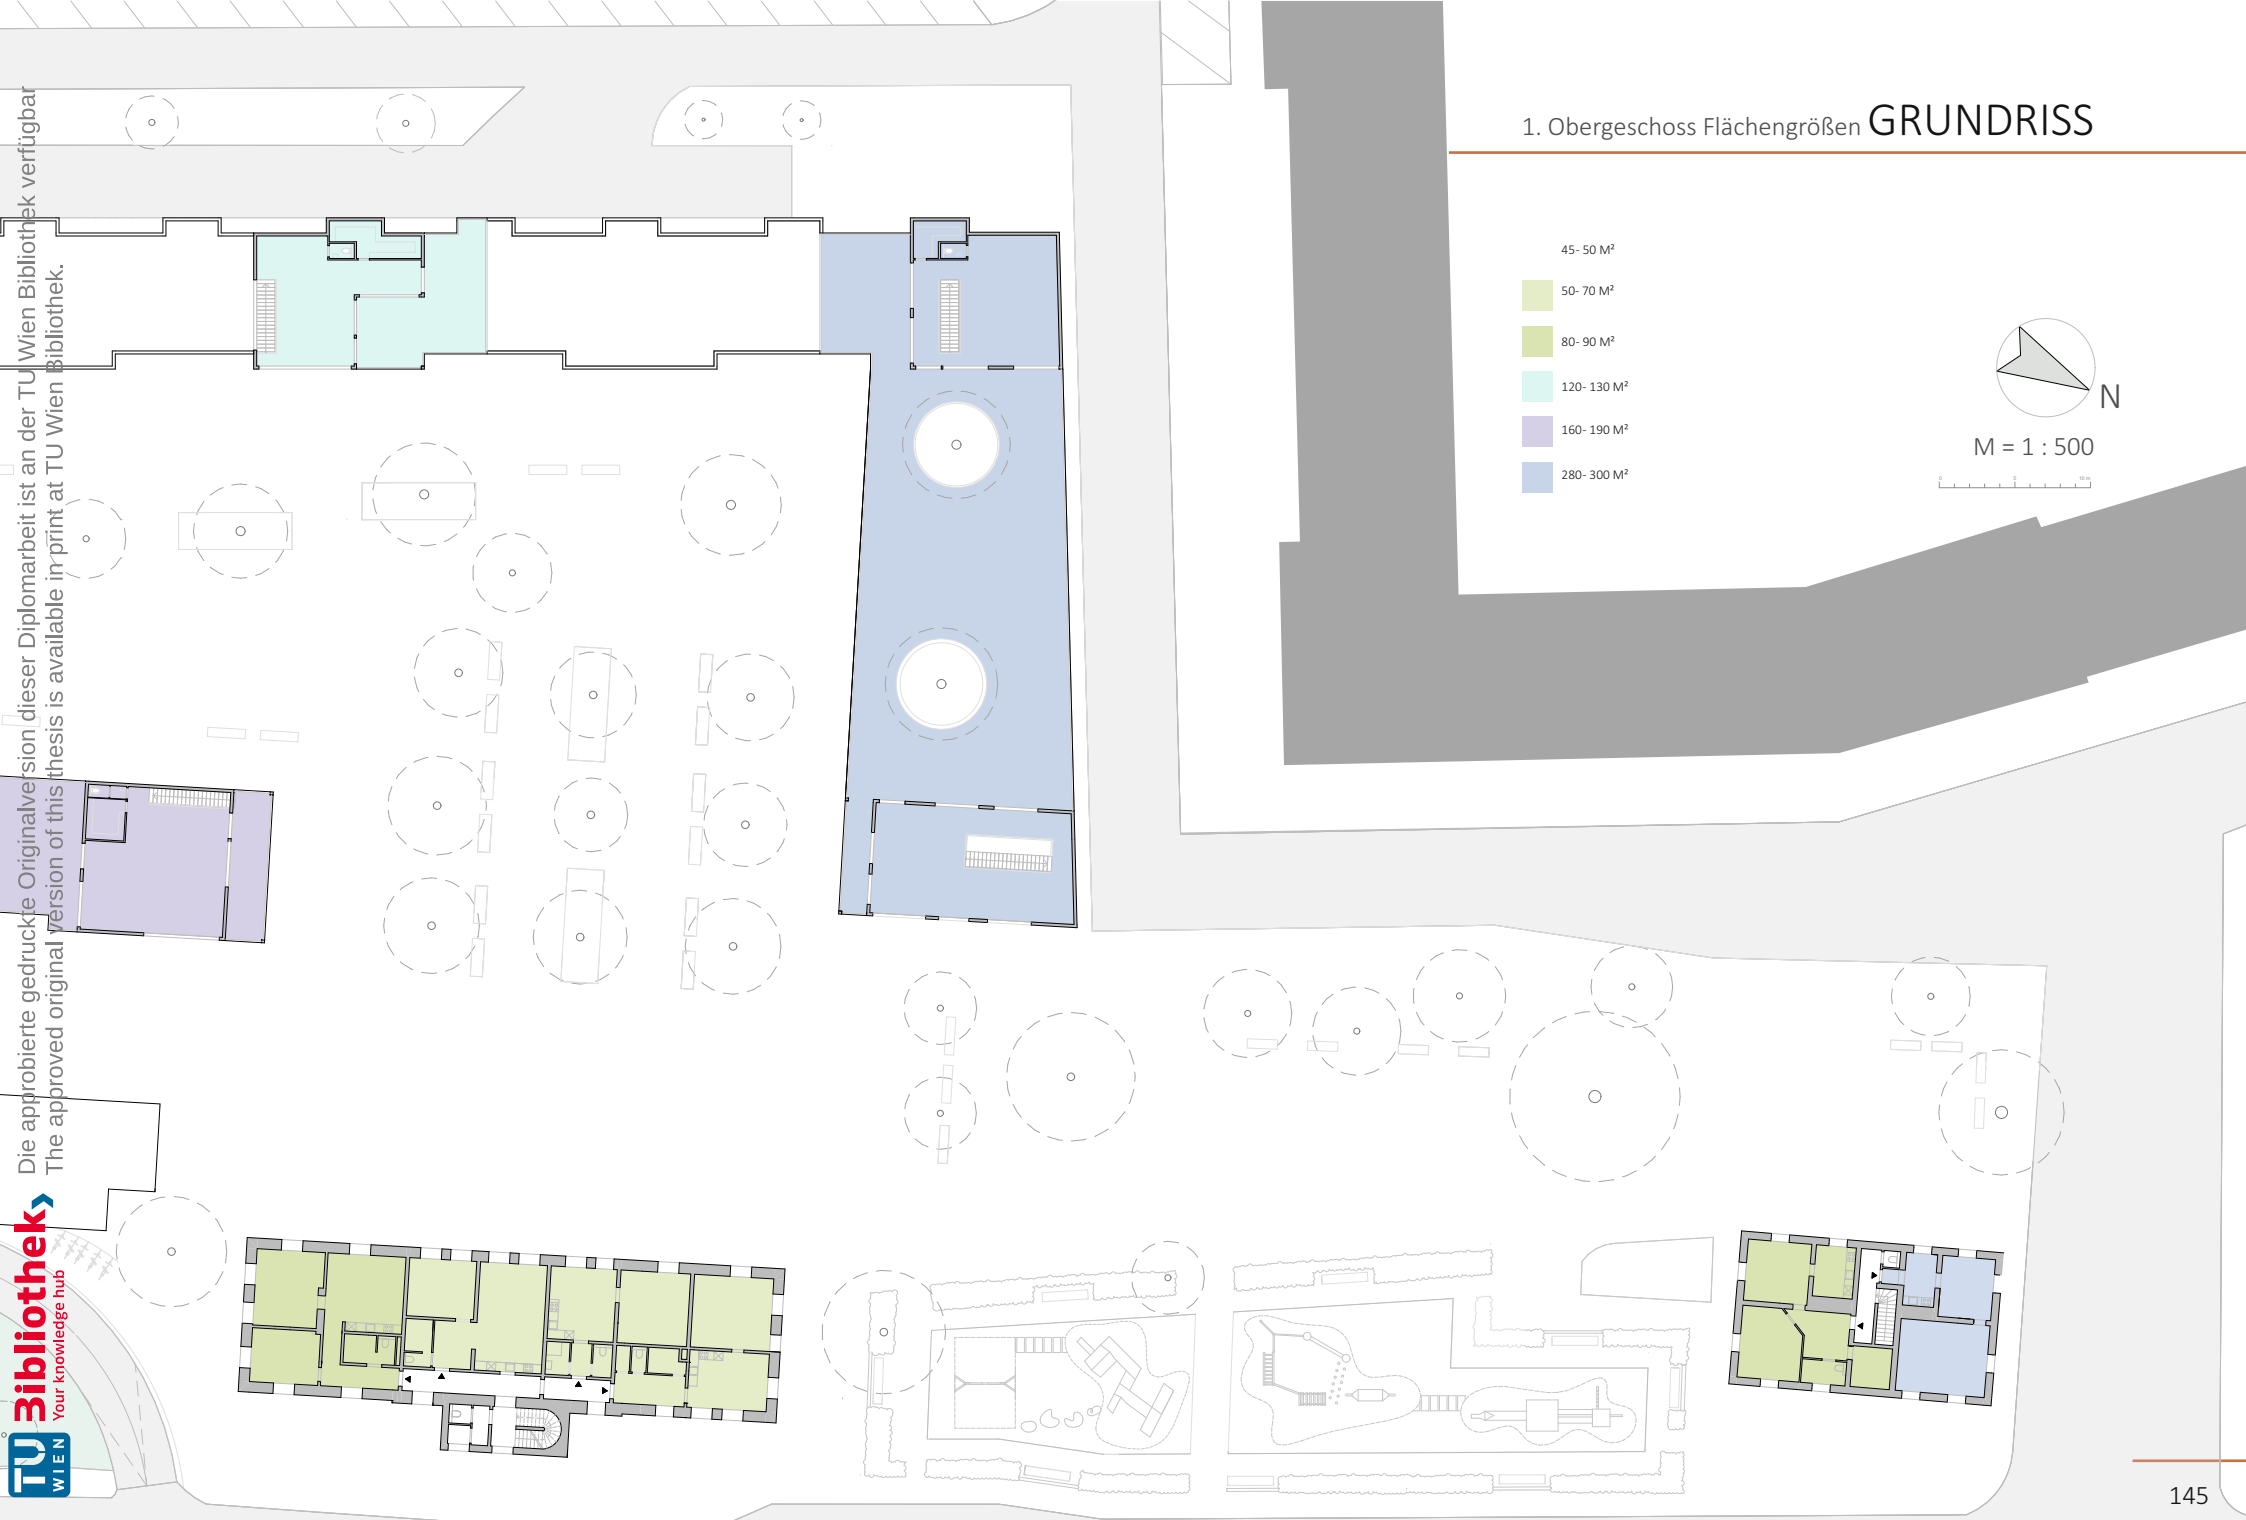 1. Obergeschoss Flächengrößen GRUNDRISS
45- 50 M²
50- 70 M²
80- 90 M²
120- 130 M²
160- 190 M²
280- 300 M²
N
M = 1 : 500
0 5 10 m
Die approbierte gedruckte Originalversion dieser Diplomarbeit ist an der TU Wien Bibliothek verfügbar
The approved original version of this thesis is available in print at TU Wien Bibliothek.
TU WIEN
Bibliothek
Your knowledge hub
145